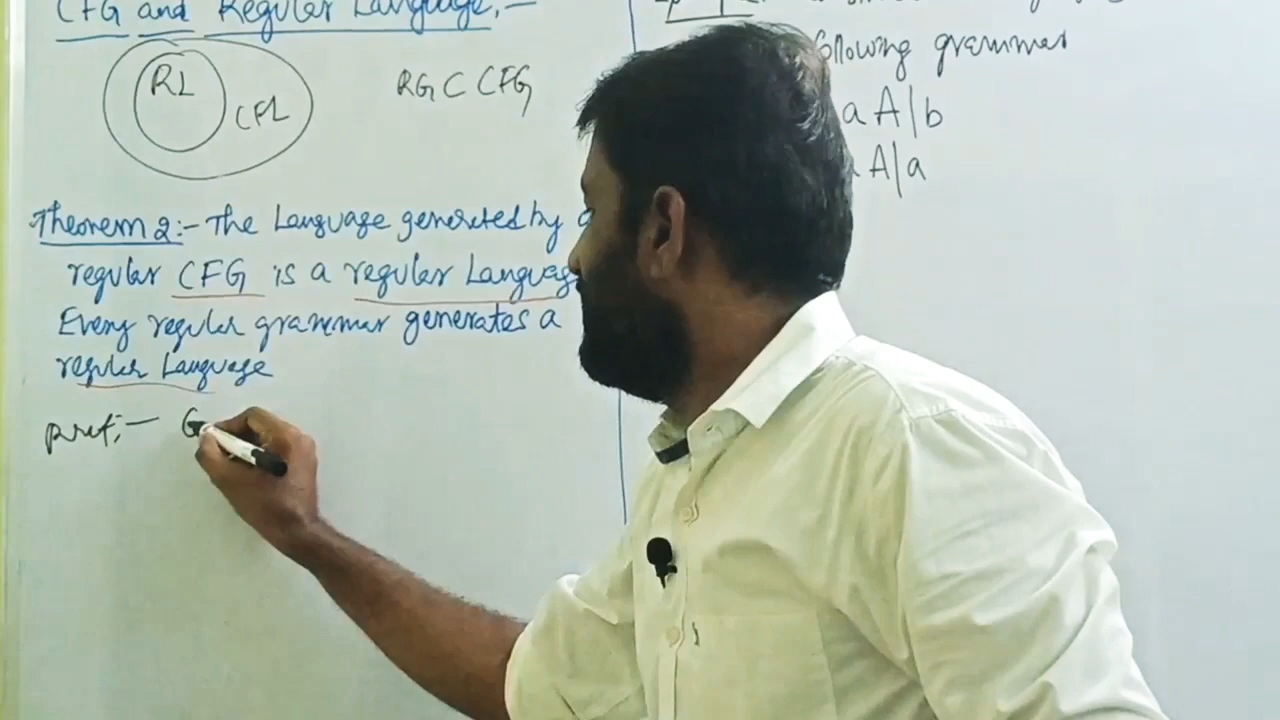 CFG and Regular Language:-
RL
CFL
RG ⊂ CFG
Theorem 2:- The Language generated by a
regular CFG is a regular Language
Every regular grammar generates a
regular Language
proof:- G
following grammar
aA|b
A|a